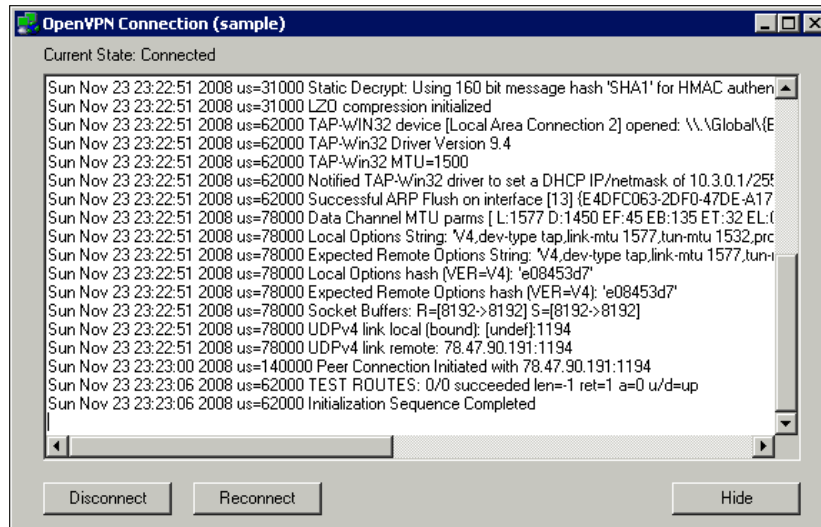 OpenVPN Connection (sample)
Current State: Connected
Sun Nov 23 23:22:51 2008 us=31000 Static Decrypt: Using 160 bit message hash 'SHA1' for HMAC authen
Sun Nov 23 23:22:51 2008 us=31000 LZO compression initialized
Sun Nov 23 23:22:51 2008 us=62000 TAP-WIN32 device [Local Area Connection 2] opened: \\.\Global\{E
Sun Nov 23 23:22:51 2008 us=62000 TAP-Win32 Driver Version 9.4
Sun Nov 23 23:22:51 2008 us=62000 TAP-Win32 MTU=1500
Sun Nov 23 23:22:51 2008 us=62000 Notified TAP-Win32 driver to set a DHCP IP/netmask of 10.3.0.1/255
Sun Nov 23 23:22:51 2008 us=62000 Successful ARP Flush on interface [13] {E4DFC063-2DF0-47DE-A17
Sun Nov 23 23:22:51 2008 us=78000 Data Channel MTU parms [ L:1577 D:1450 EF:45 EB:135 ET:32 EL:0
Sun Nov 23 23:22:51 2008 us=78000 Local Options String: 'V4,dev-type tap,link-mtu 1577,tun-mtu 1532,prc
Sun Nov 23 23:22:51 2008 us=78000 Expected Remote Options String: 'V4,dev-type tap,link-mtu 1577,tun-
Sun Nov 23 23:22:51 2008 us=78000 Local Options hash (VER=V4): 'e08453d7'
Sun Nov 23 23:22:51 2008 us=78000 Expected Remote Options hash (VER=V4): 'e08453d7'
Sun Nov 23 23:22:51 2008 us=78000 Socket Buffers: R=[8192->8192] S=[8192->8192]
Sun Nov 23 23:22:51 2008 us=78000 UDPv4 link local (bound): [undef]:1194
Sun Nov 23 23:22:51 2008 us=78000 UDPv4 link remote: 78.47.90.191:1194
Sun Nov 23 23:23:00 2008 us=140000 Peer Connection Initiated with 78.47.90.191:1194
Sun Nov 23 23:23:06 2008 us=62000 TEST ROUTES: 0/0 succeeded len=-1 ret=1 a=0 u/d=up
Sun Nov 23 23:23:06 2008 us=62000 Initialization Sequence Completed
Disconnect
Reconnect
Hide